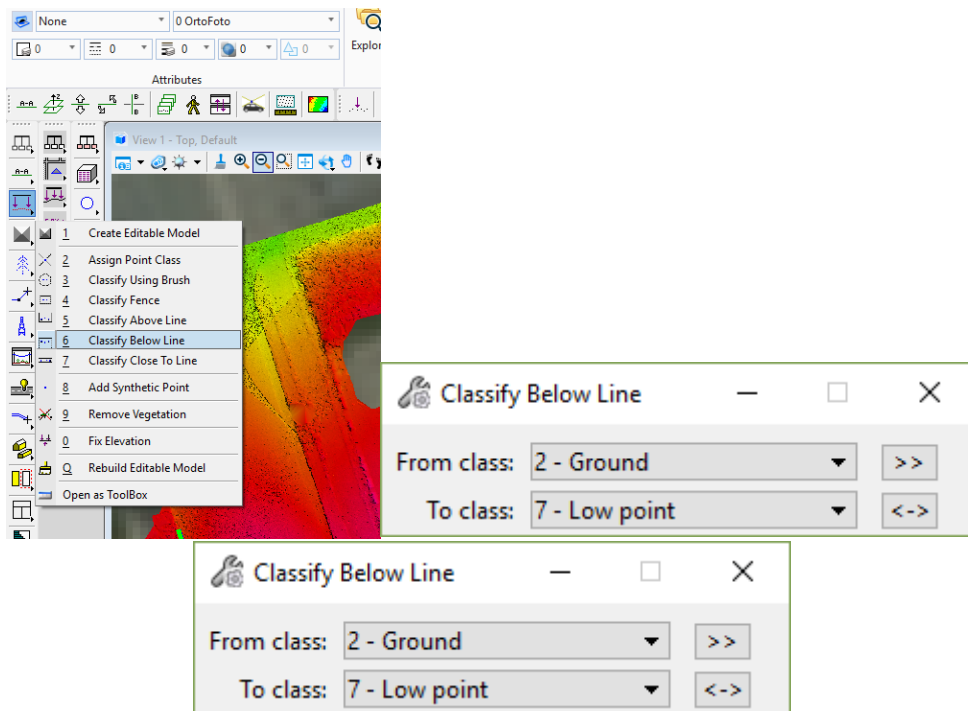 None 0 OrtoFoto
0 0 0 0 0 Explor
Attributes
View 1 - Top, Default
1 Create Editable Model
2 Assign Point Class
3 Classify Using Brush
4 Classify Fence
5 Classify Above Line
6 Classify Below Line
7 Classify Close To Line
8 Add Synthetic Point
9 Remove Vegetation
0 Fix Elevation
Q Rebuild Editable Model
Open as ToolBox
Classify Below Line
From class: 2 - Ground >>
To class: 7 - Low point <->
Classify Below Line
From class: 2 - Ground >>
To class: 7 - Low point <->